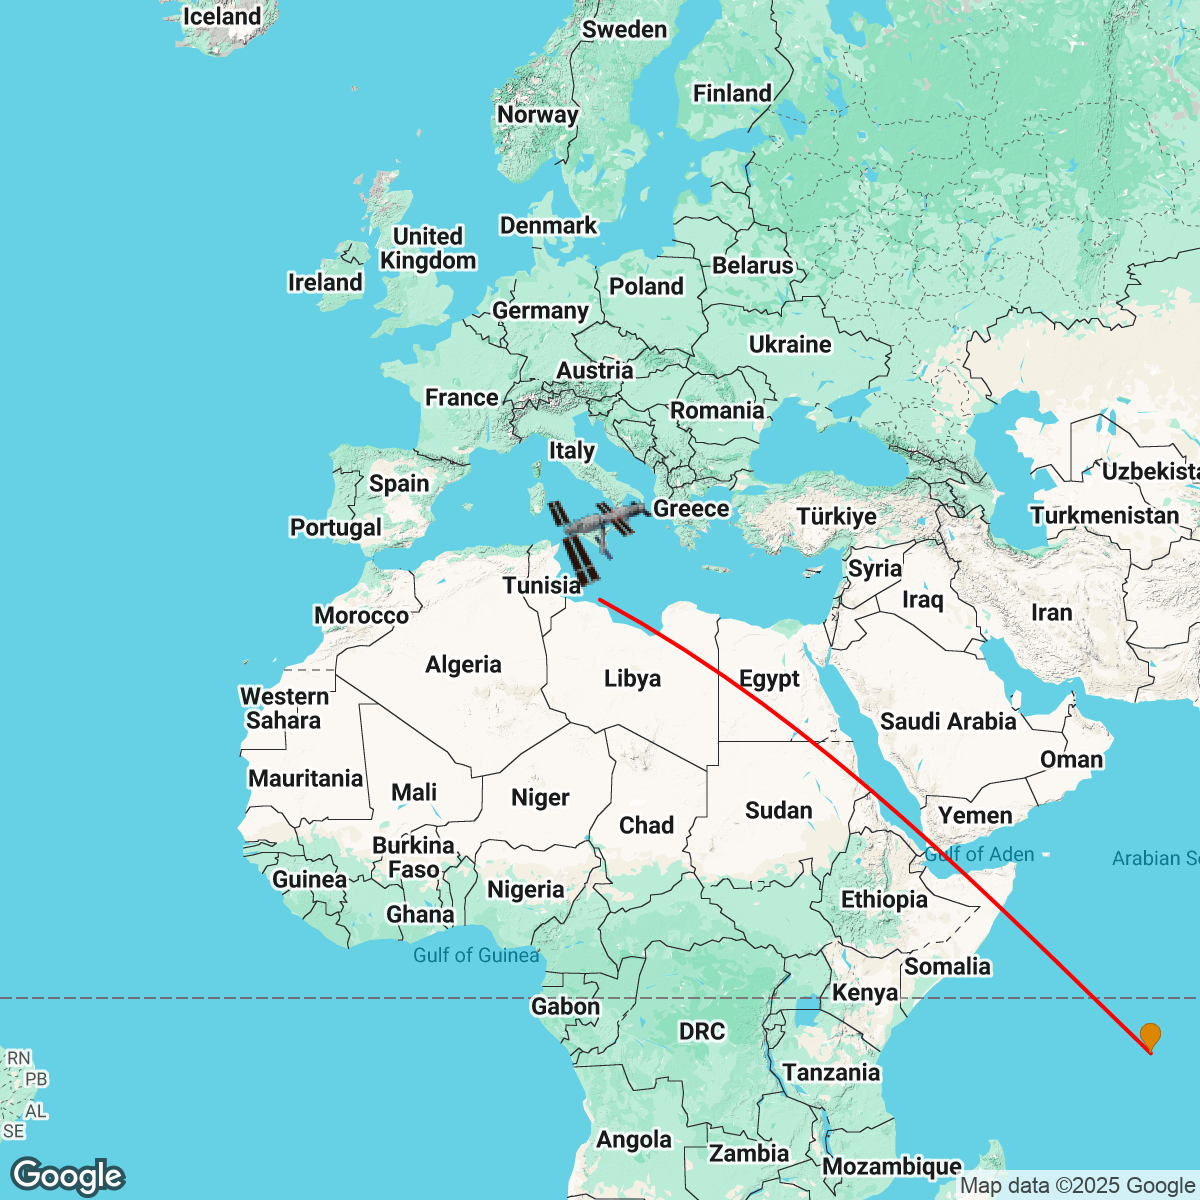 Iceland
Sweden
Finland
Norway
Denmark
United
Kingdom
Ireland
Belarus
Poland
Germany
Ukraine
Austria
France
Romania
Italy
Spain
Uzbekista
Greece
Türkiye
Turkmenistan
Portugal
Syria
Tunisia
Iraq
Iran
Morocco
Algeria
Libya
Egypt
Western
Sahara
Saudi Arabia
Oman
Mauritania
Mali
Niger
Chad
Sudan
Yemen
Burkina
Faso
Gulf of Aden
Arabian Se
Guinea
Nigeria
Ethiopia
Ghana
Gulf of Guinea
Somalia
Kenya
Gabon
DRC
RN
PB
Tanzania
AL
SE
Angola
Zambia
Mozambique
Google
Map data ©2025 Google